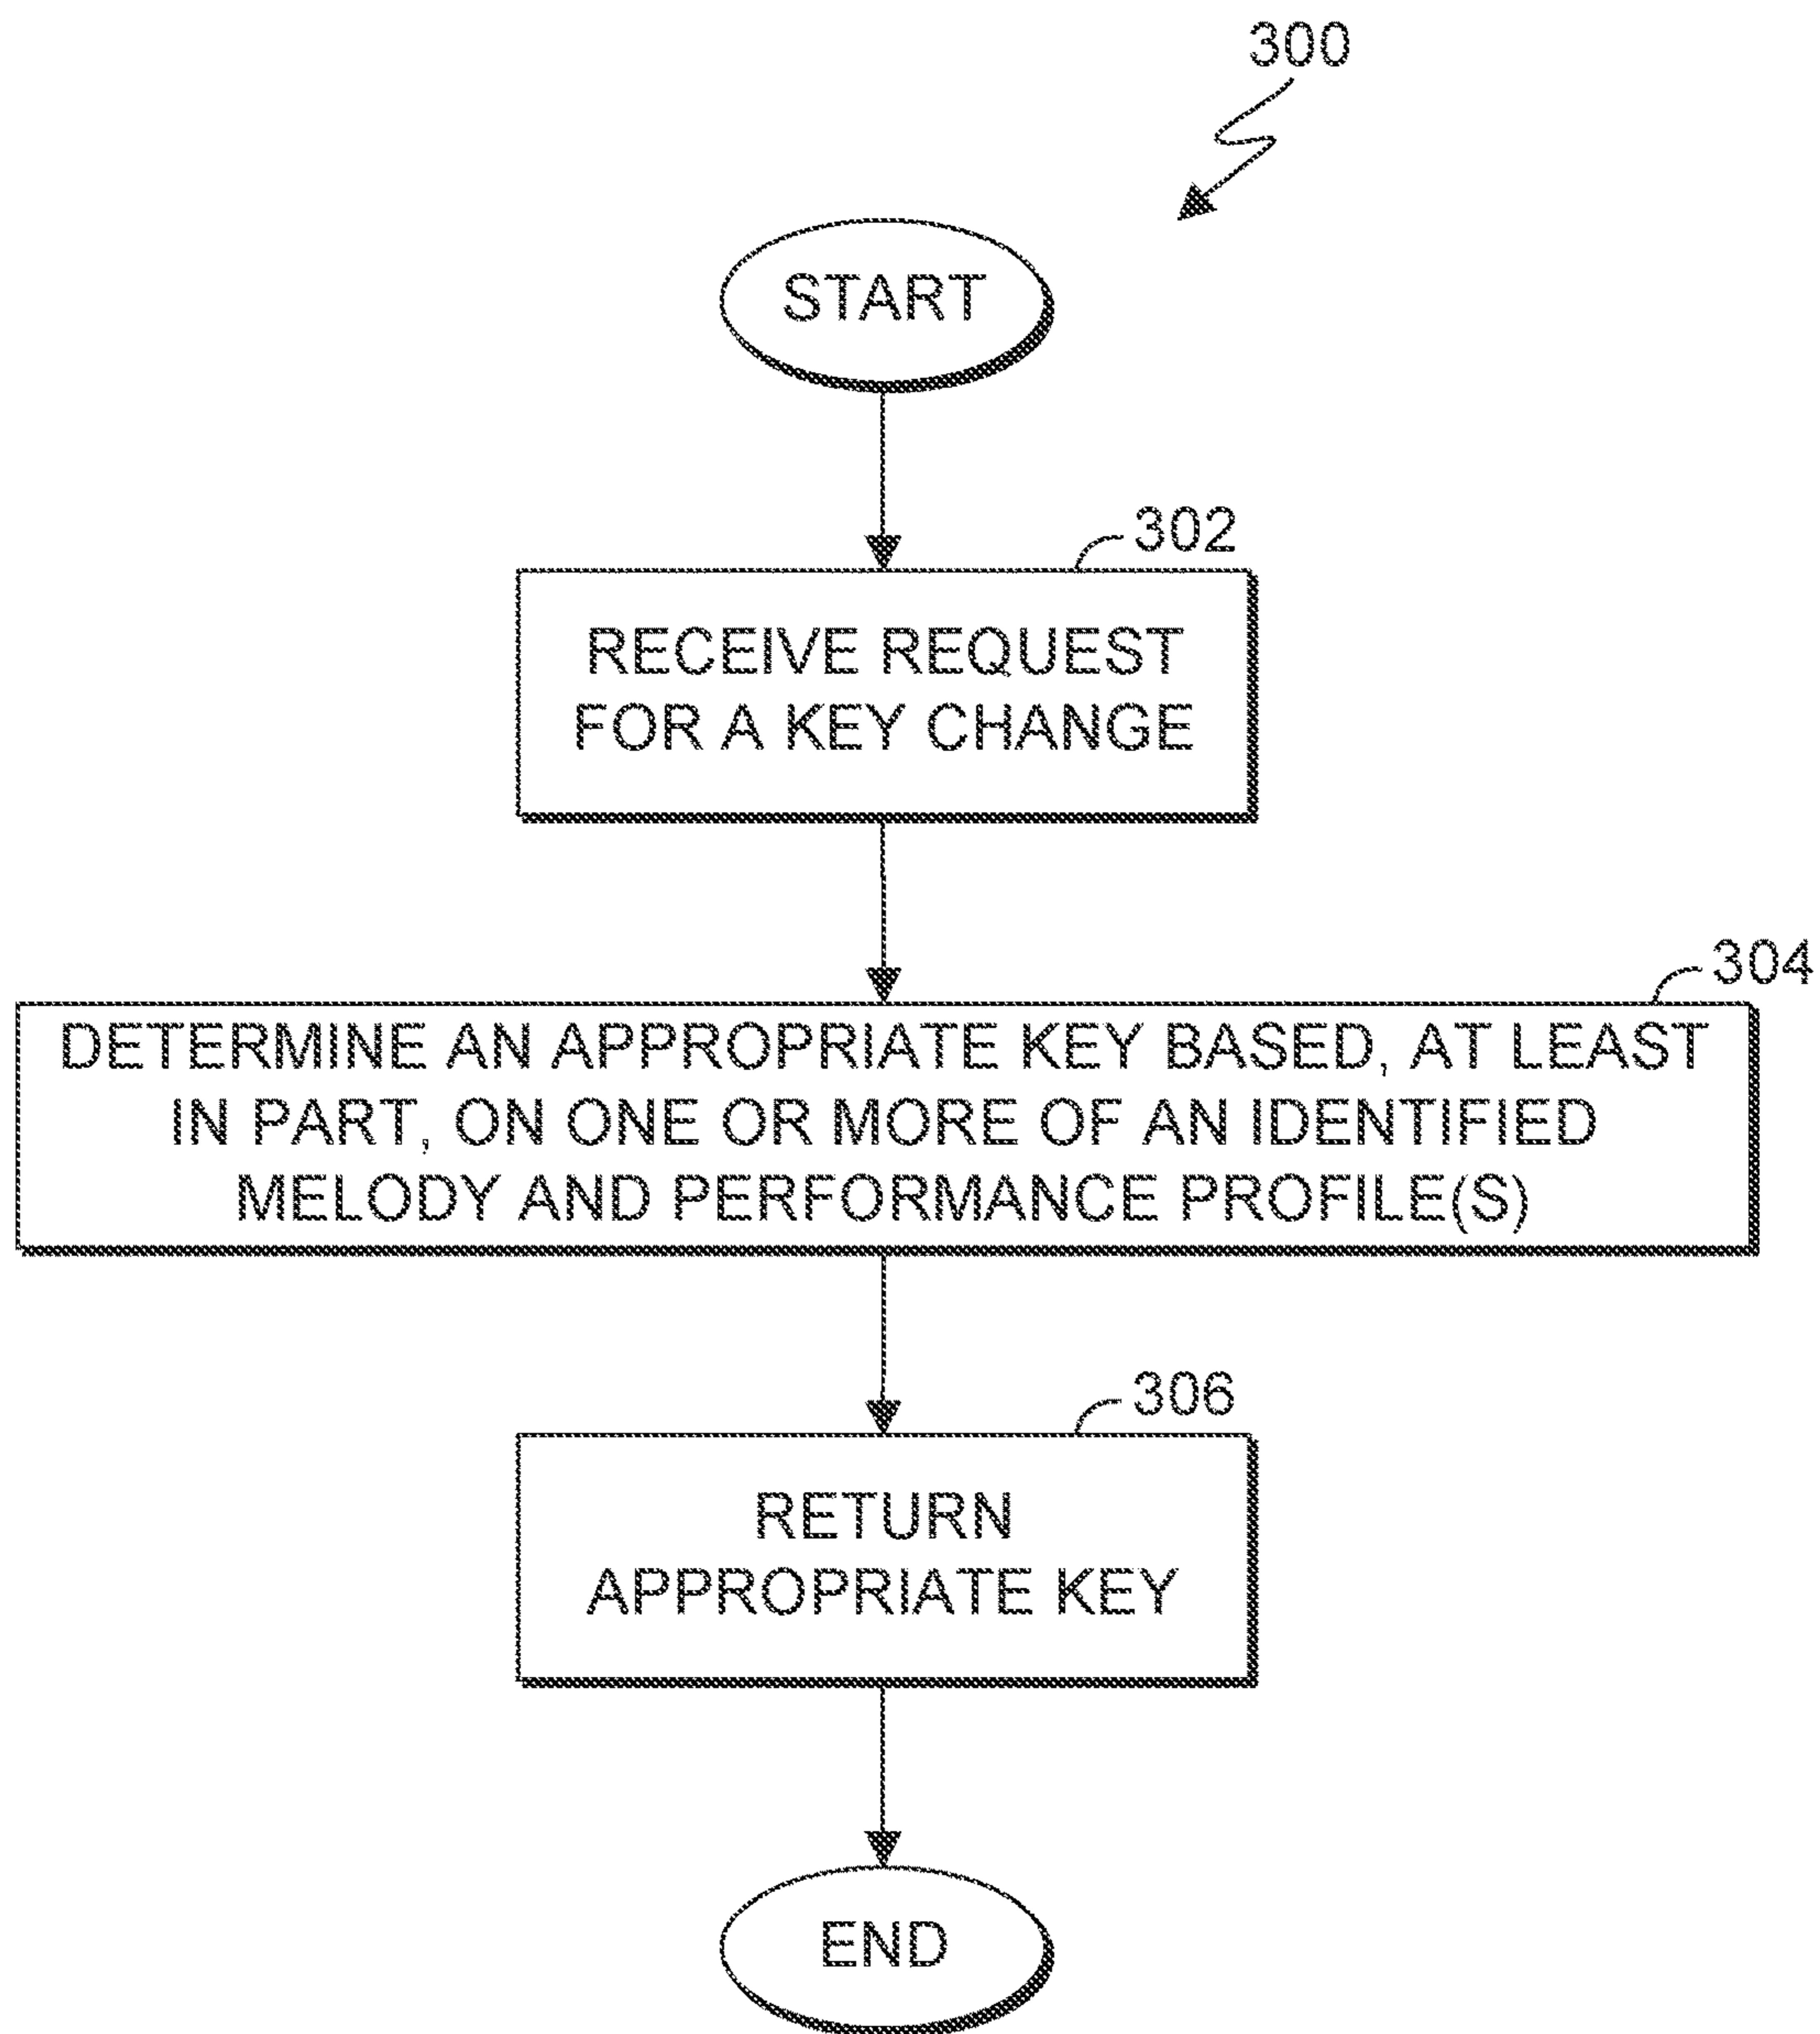 300
START
302
RECEIVE REQUEST
FOR A KEY CHANGE
304
DETERMINE AN APPROPRIATE KEY BASED, AT LEAST
IN PART, ON ONE OR MORE OF AN IDENTIFIED
MELODY AND PERFORMANCE PROFILE(S)
306
RETURN
APPROPRIATE KEY
END